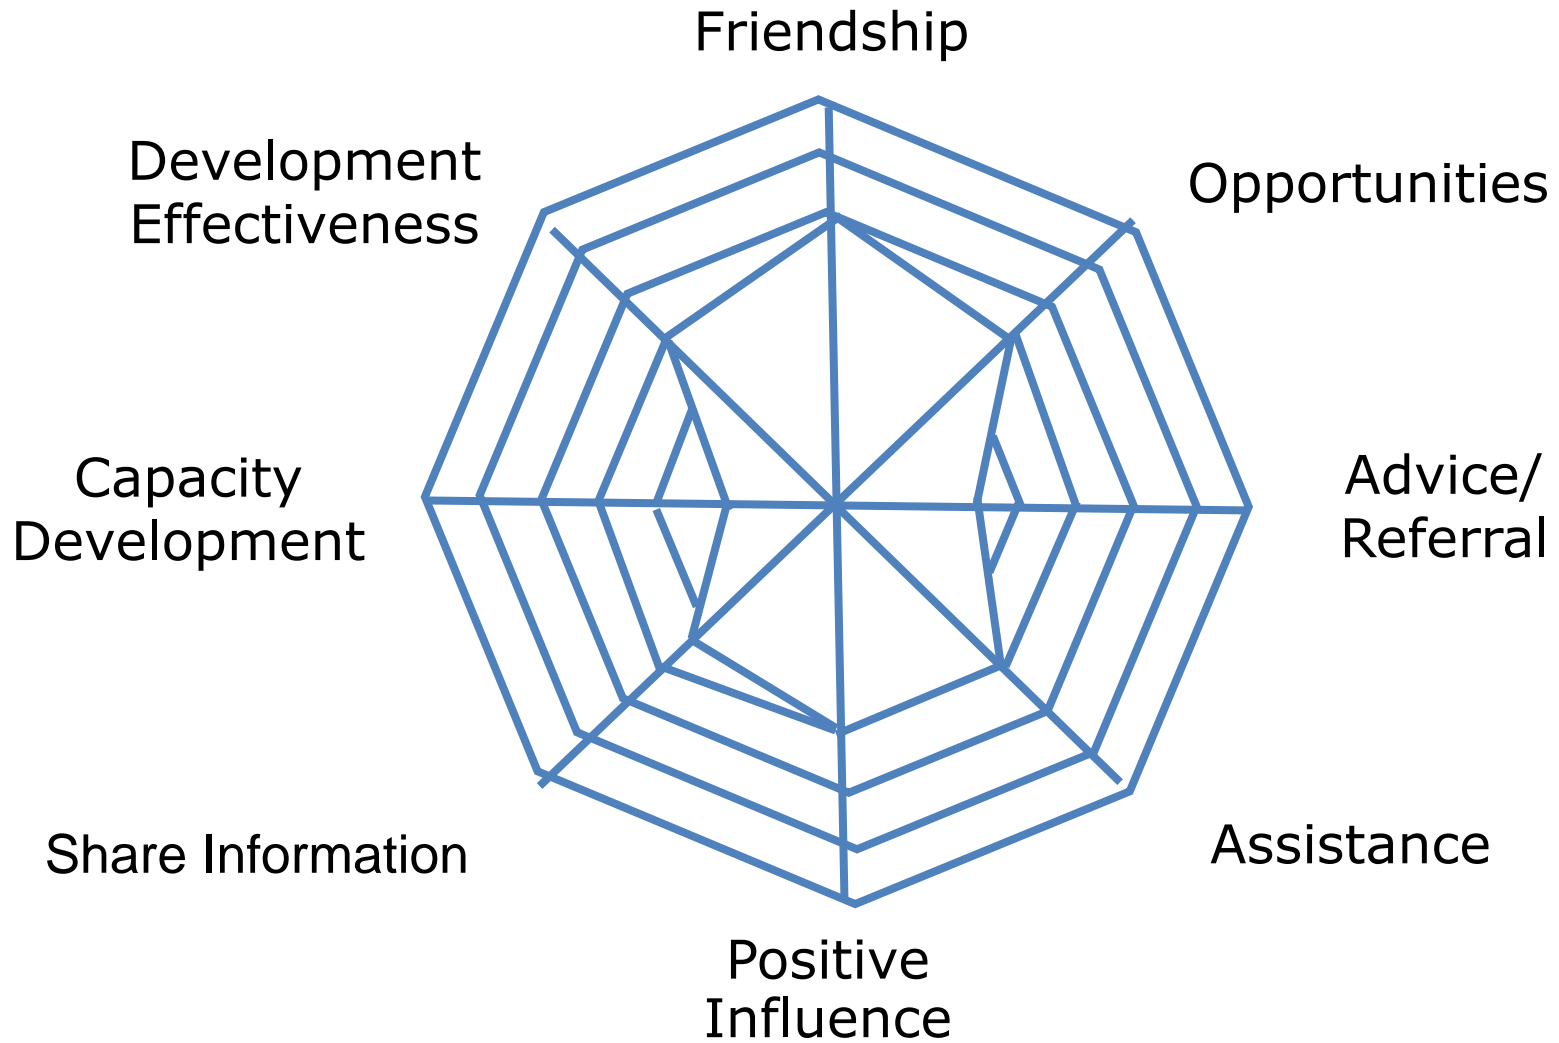 Friendship
Development
Effectiveness
Opportunities
Capacity
Development
Advice/
Referral
Share Information
Assistance
Positive
Influence